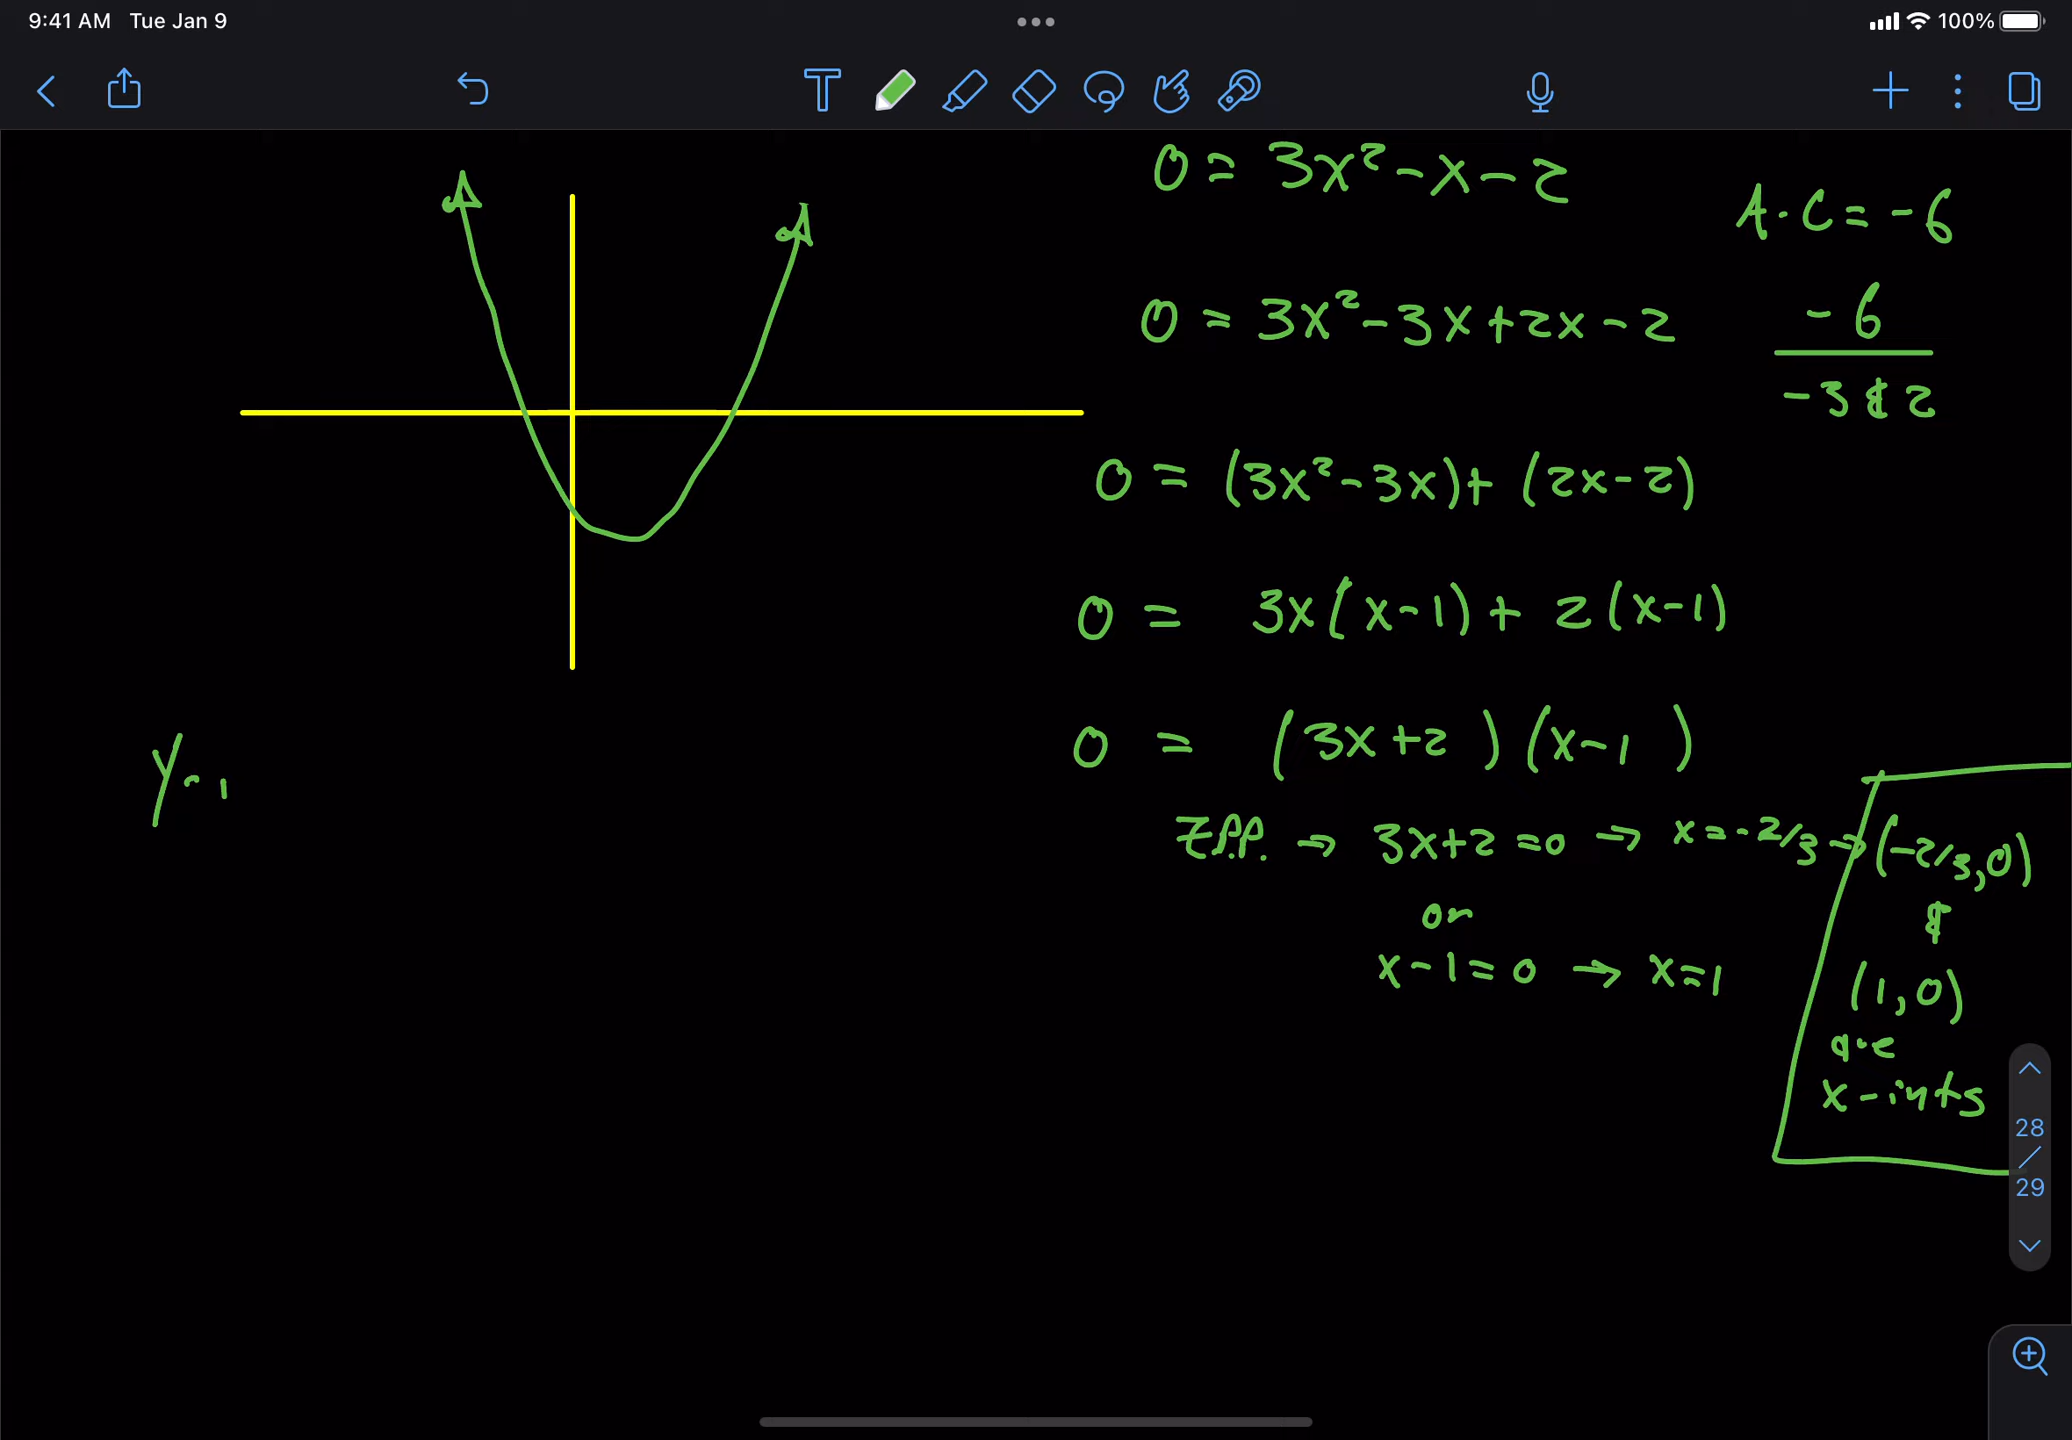 9:41 AM Tue Jan 9
100%
0 = 3x² - x - 2
A · C = -6
0 = 3x² - 3x + 2x - 2
-6
-3 & 2
0 = (3x² - 3x) + (2x - 2)
0 = 3x(x - 1) + 2(x - 1)
0 = (3x + 2)(x - 1)
y - 1
Z.P.P. → 3x + 2 = 0 → x = -2/3 → (-2/3, 0)
or
&
x - 1 = 0 → x = 1
(1, 0)
are
x-ints
28
/
29